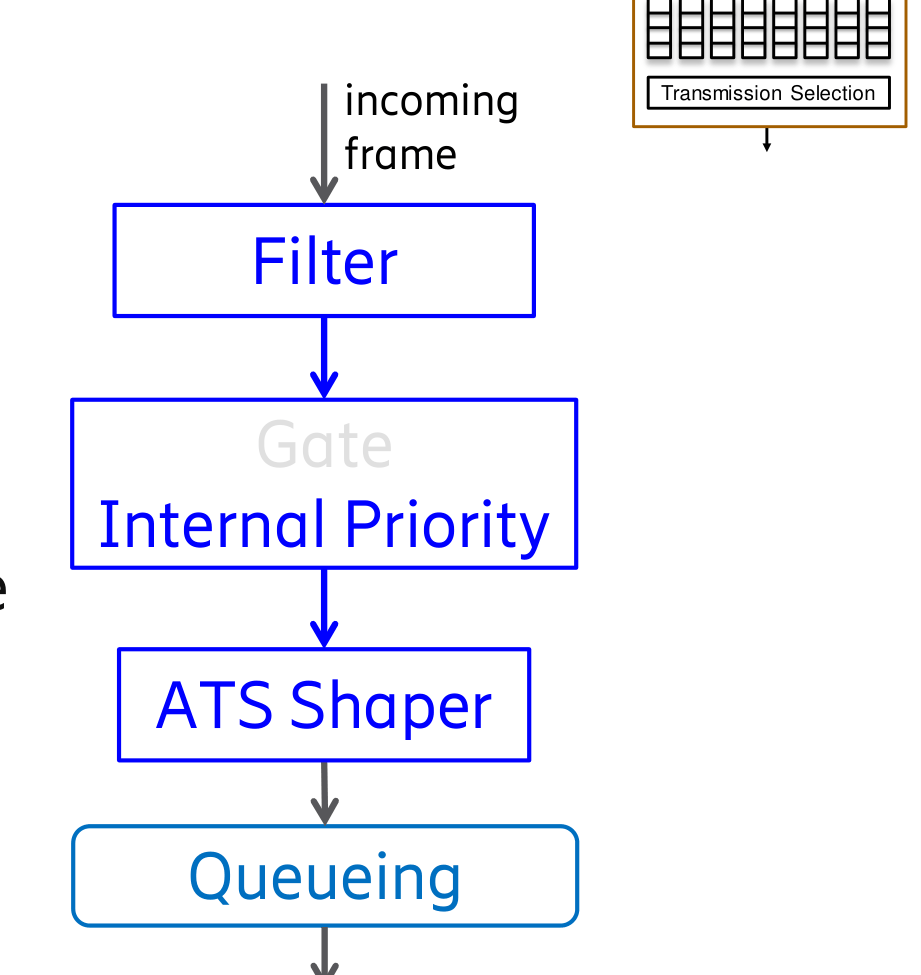 Transmission Selection
incoming
frame
Filter
Gate
Internal Priority
e
ATS Shaper
Queueing